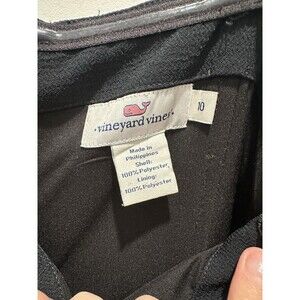 ·vineyard vines·
10
Made in
Philippines
Shell:
100% Polyester
Lining:
100% Polyester